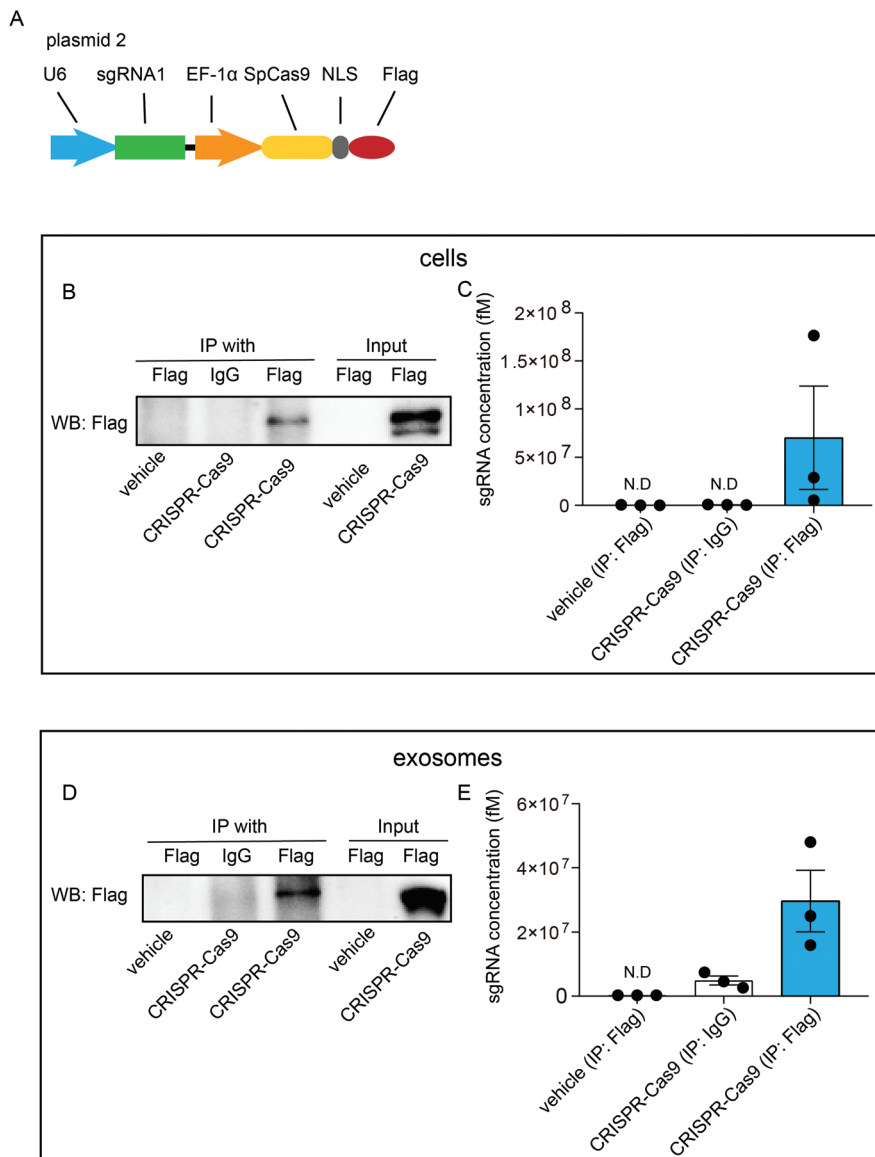 A
plasmid 2
U6 sgRNA1 EF-1α SpCas9 NLS Flag
cells
B
IP with Input
Flag IgG Flag Flag Flag
WB: Flag
vehicle CRISPR-Cas9 CRISPR-Cas9 vehicle CRISPR-Cas9
C
sgRNA concentration (fM)
2×10⁸
1.5×10⁸
1×10⁸
5×10⁷
0
N.D N.D
vehicle (IP: Flag) CRISPR-Cas9 (IP: IgG) CRISPR-Cas9 (IP: Flag)
exosomes
D
IP with Input
Flag IgG Flag Flag Flag
WB: Flag
vehicle CRISPR-Cas9 CRISPR-Cas9 vehicle CRISPR-Cas9
E
sgRNA concentration (fM)
6×10⁷
4×10⁷
2×10⁷
0
N.D
vehicle (IP: Flag) CRISPR-Cas9 (IP: IgG) CRISPR-Cas9 (IP: Flag)